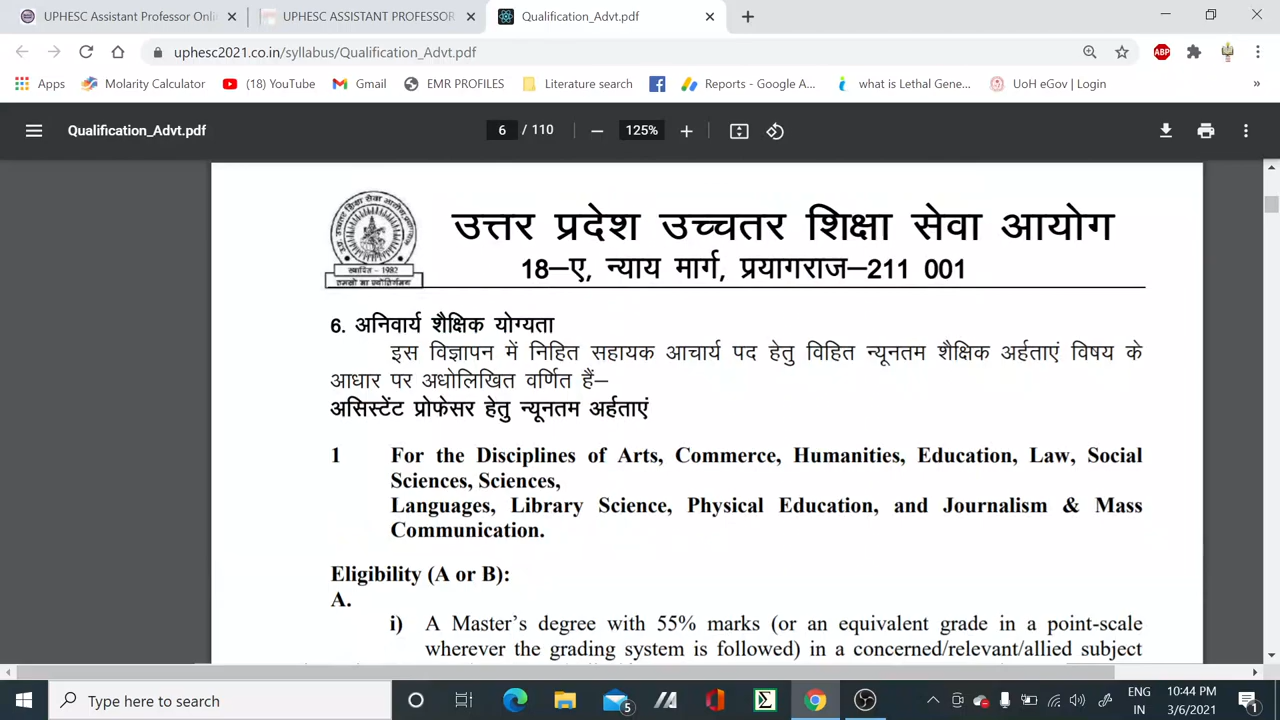 UPHESC Assistant Professor Onli
UPHESC ASSISTANT PROFESSOR
Qualification_Advt.pdf
uphesc2021.co.in/syllabus/Qualification_Advt.pdf
ABP
Apps
Molarity Calculator
(18) YouTube
Gmail
EMR PROFILES
Literature search
Reports - Google A...
what is Lethal Gene...
UoH eGov | Login
»
Qualification_Advt.pdf
6 / 110
125%
उत्तर प्रदेश उच्चतर शिक्षा सेवा आयोग
18–ए, न्याय मार्ग, प्रयागराज–211 001
स्थापित - 1982
तमसो मा ज्योतिर्गमय
6. अनिवार्य शैक्षिक योग्यता
इस विज्ञापन में निहित सहायक आचार्य पद हेतु विहित न्यूनतम शैक्षिक अर्हताएं विषय के
आधार पर अधोलिखित वर्णित हैं–
असिस्टेंट प्रोफेसर हेतु न्यूनतम अर्हताएं
1 For the Disciplines of Arts, Commerce, Humanities, Education, Law, Social
Sciences, Sciences,
Languages, Library Science, Physical Education, and Journalism & Mass
Communication.
Eligibility (A or B):
A.
i) A Master's degree with 55% marks (or an equivalent grade in a point-scale
wherever the grading system is followed) in a concerned/relevant/allied subject
Type here to search
5
ENG
IN
10:44 PM
3/6/2021
1